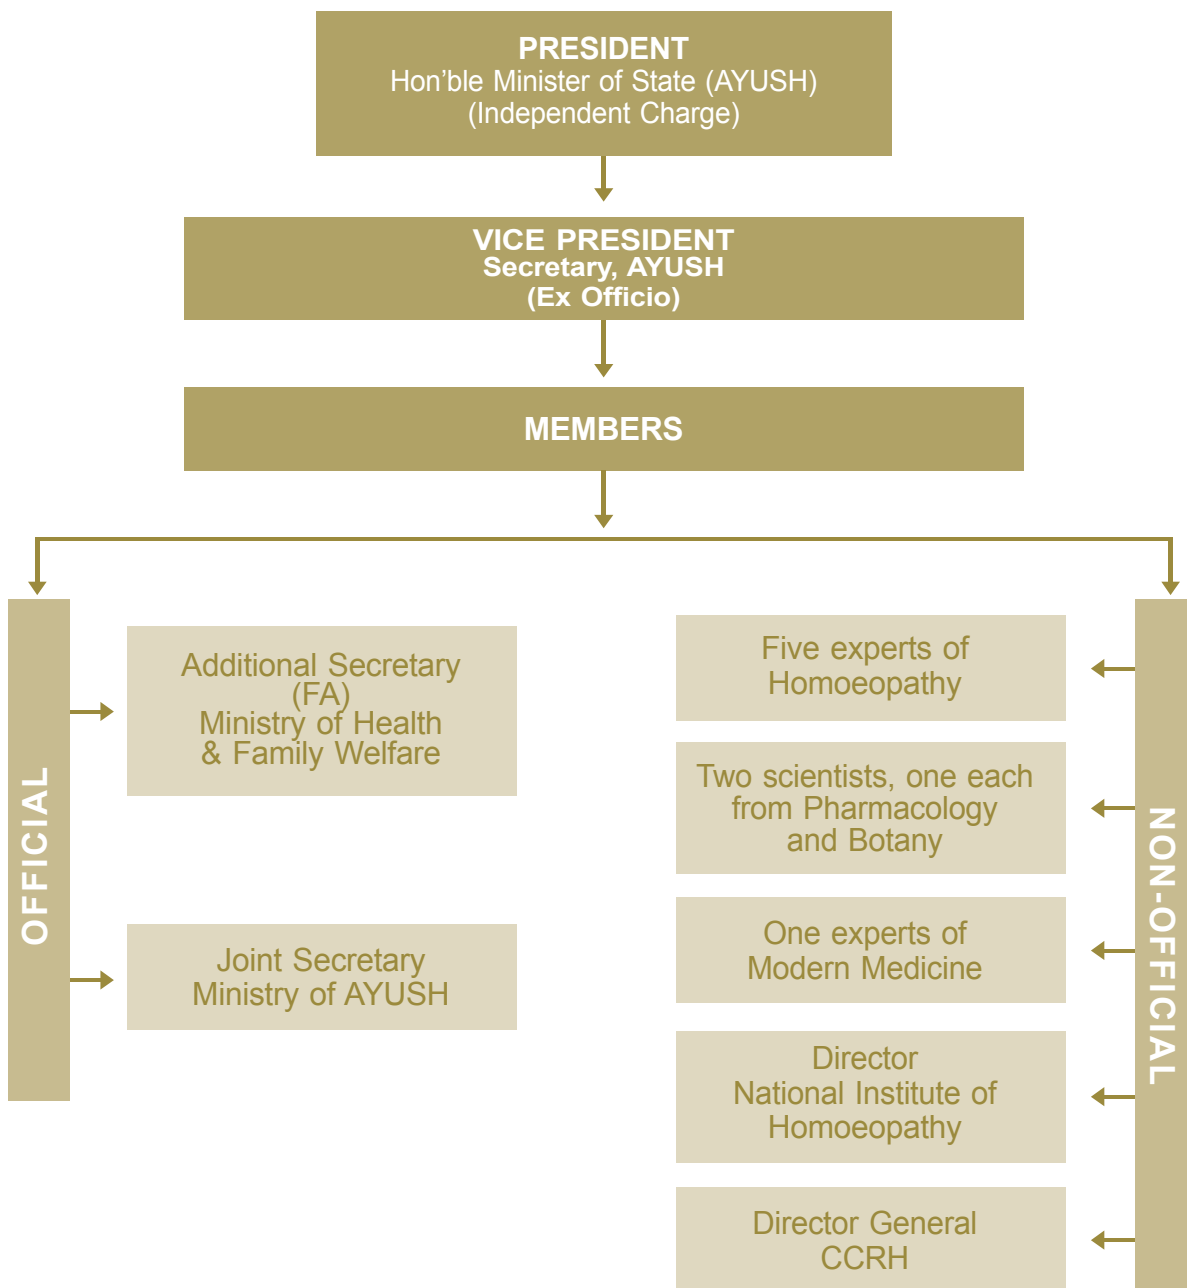 PRESIDENT
Hon'ble Minister of State (AYUSH)
(Independent Charge)
VICE PRESIDENT
Secretary, AYUSH
(Ex Officio)
MEMBERS
OFFICIAL
Additional Secretary
(FA)
Ministry of Health
& Family Welfare
Joint Secretary
Ministry of AYUSH
NON-OFFICIAL
Five experts of
Homoeopathy
Two scientists, one each
from Pharmacology
and Botany
One experts of
Modern Medicine
Director
National Institute of
Homoeopathy
Director General
CCRH